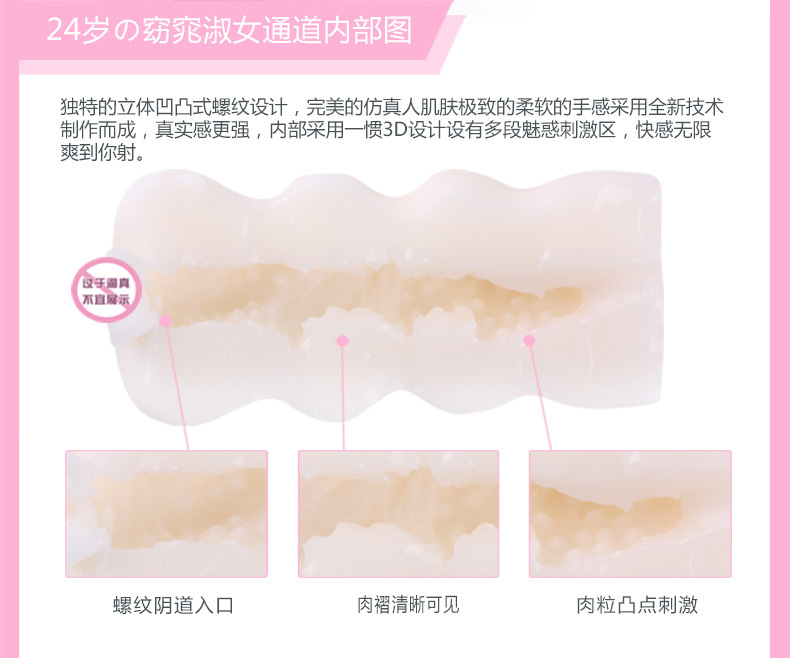 24岁の窈窕淑女通道内部图
独特的立体凹凸式螺纹设计，完美的仿真人肌肤极致的柔软的手感采用全新技术
制作而成，真实感更强，内部采用一惯3D设计设有多段魅惑刺激区，快感无限
爽到你射。
过于逼真
不宜展示
螺纹阴道入口
肉褶清晰可见
肉粒凸点刺激